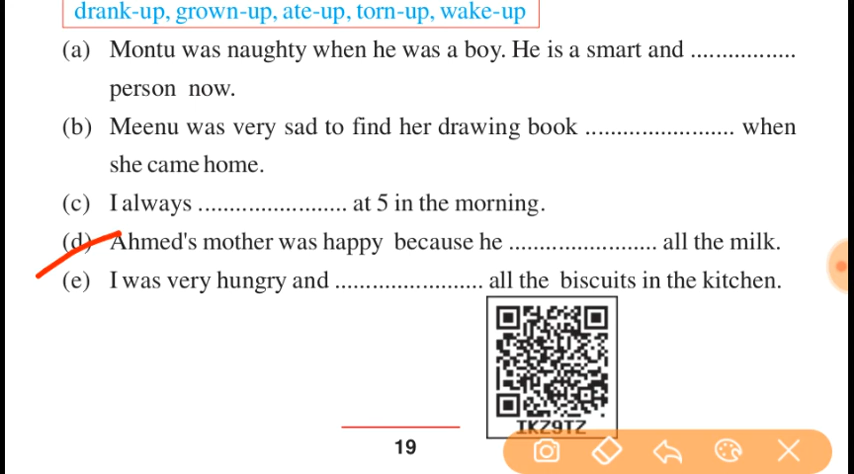 drank-up, grown-up, ate-up, torn-up, wake-up
(a) Montu was naughty when he was a boy. He is a smart and .................
person now.
(b) Meenu was very sad to find her drawing book ........................ when
she came home.
(c) I always ........................ at 5 in the morning.
(d) Ahmed's mother was happy because he ........................ all the milk.
(e) I was very hungry and ........................ all the biscuits in the kitchen.
IKZ9TZ
19